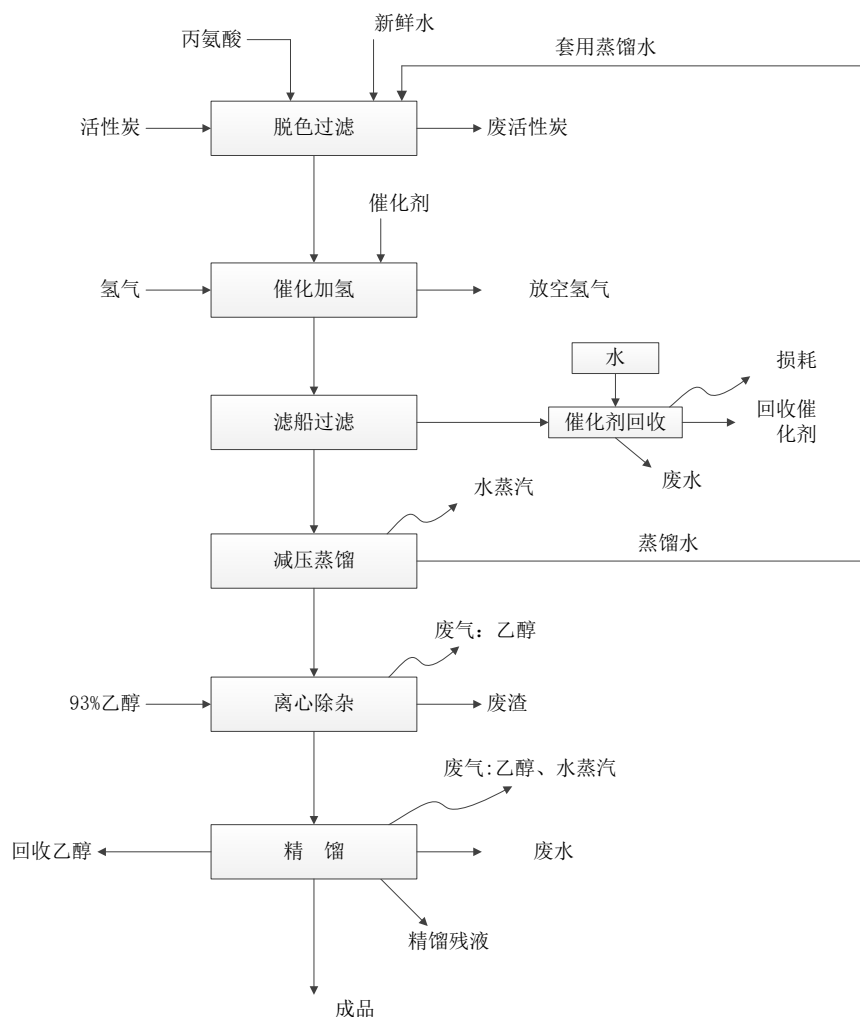 新鲜水
丙氨酸
套用蒸馏水
活性炭
脱色过滤
废活性炭
催化剂
氢气
催化加氢
放空氢气
水
损耗
滤船过滤
催化剂回收
回收催
化剂
废水
水蒸汽
减压蒸馏
蒸馏水
废气：乙醇
93%乙醇
离心除杂
废渣
废气:乙醇、水蒸汽
回收乙醇
精 馏
废水
精馏残液
成品